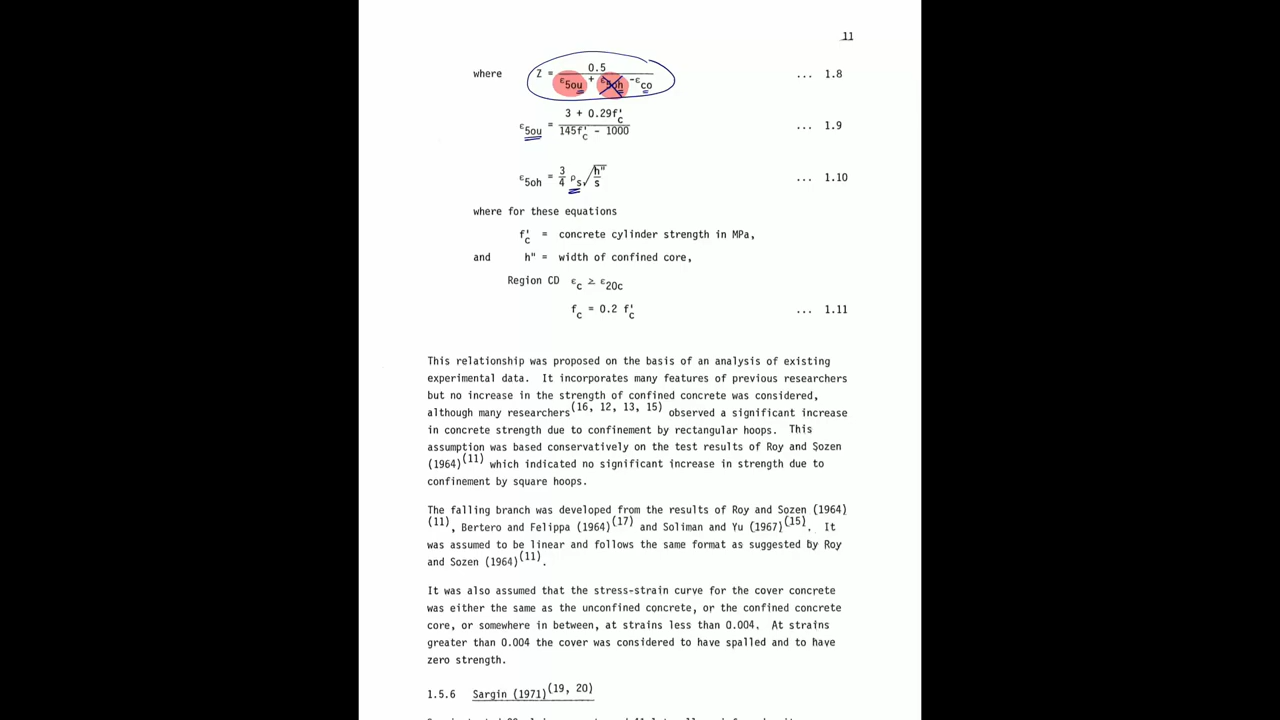 11
where Z = 0.5 / (ε50u + ε50h - εco) ... 1.8
ε50u = (3 + 0.29f'c) / (145f'c - 1000) ... 1.9
ε50h = 3/4 ρs √(h"/s) ... 1.10
where for these equations
f'c = concrete cylinder strength in MPa,
and h" = width of confined core,
Region CD εc ≥ ε20c
fc = 0.2 f'c ... 1.11
This relationship was proposed on the basis of an analysis of existing
experimental data. It incorporates many features of previous researchers
but no increase in the strength of confined concrete was considered,
although many researchers(16, 12, 13, 15) observed a significant increase
in concrete strength due to confinement by rectangular hoops. This
assumption was based conservatively on the test results of Roy and Sozen
(1964)(11) which indicated no significant increase in strength due to
confinement by square hoops.
The falling branch was developed from the results of Roy and Sozen (1964)
(11), Bertero and Felippa (1964)(17) and Soliman and Yu (1967)(15). It
was assumed to be linear and follows the same format as suggested by Roy
and Sozen (1964)(11).
It was also assumed that the stress-strain curve for the cover concrete
was either the same as the unconfined concrete, or the confined concrete
core, or somewhere in between, at strains less than 0.004. At strains
greater than 0.004 the cover was considered to have spalled and to have
zero strength.
1.5.6 Sargin (1971)(19, 20)